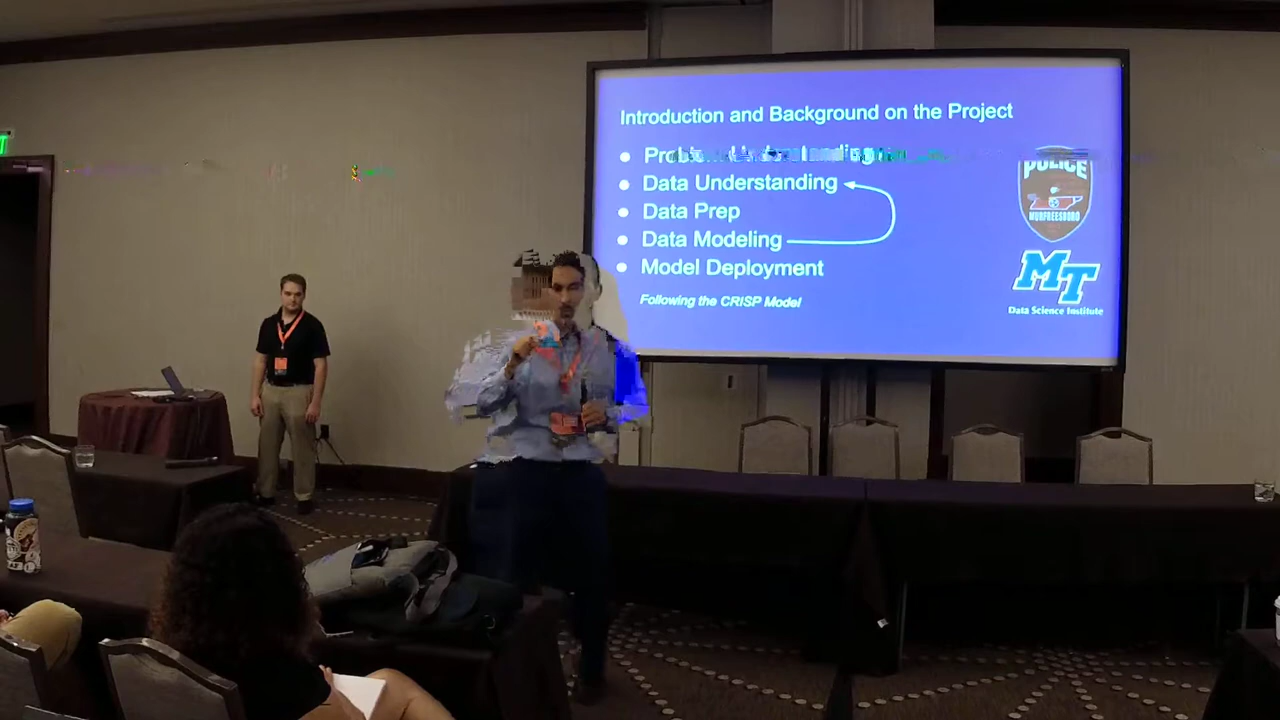 Introduction and Background on the Project
Data Understanding
Data Prep
Data Modeling
Model Deployment
Following the CRISP Model
POLICE
MURFREESBORO
MT
Data Science Institute